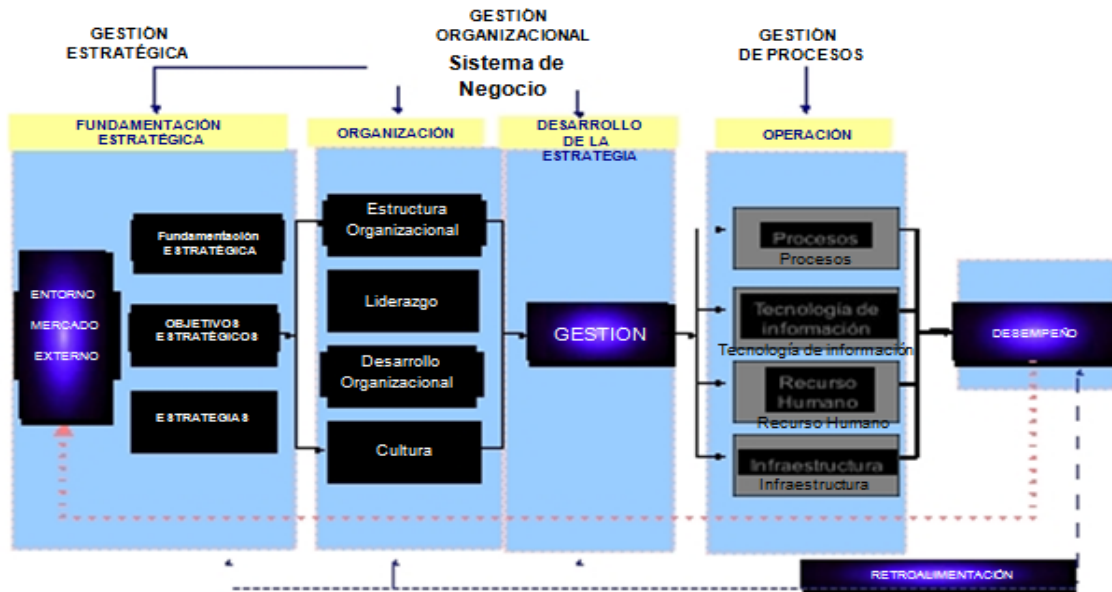 GESTIÓN
ESTRATÉGICA
GESTIÓN
ORGANIZACIONAL
Sistema de
Negocio
GESTIÓN
DE PROCESOS
FUNDAMENTACIÓN
ESTRATÉGICA
ORGANIZACIÓN
DESARROLLO
DE LA
ESTRATEGIA
OPERACIÓN
ENTORNO
MERCADO
EXTERNO
Fundamentación
ESTRATÉGICA
OBJETIVOS
ESTRATÉGICOS
ESTRATEGIAS
Estructura
Organizacional
Liderazgo
Desarrollo
Organizacional
Cultura
GESTION
Procesos
Procesos
Tecnología de
información
Tecnología de información
Recurso
Humano
Recurso Humano
Infraestructura
Infraestructura
DESEMPEÑO
RETROALIMENTACIÓN